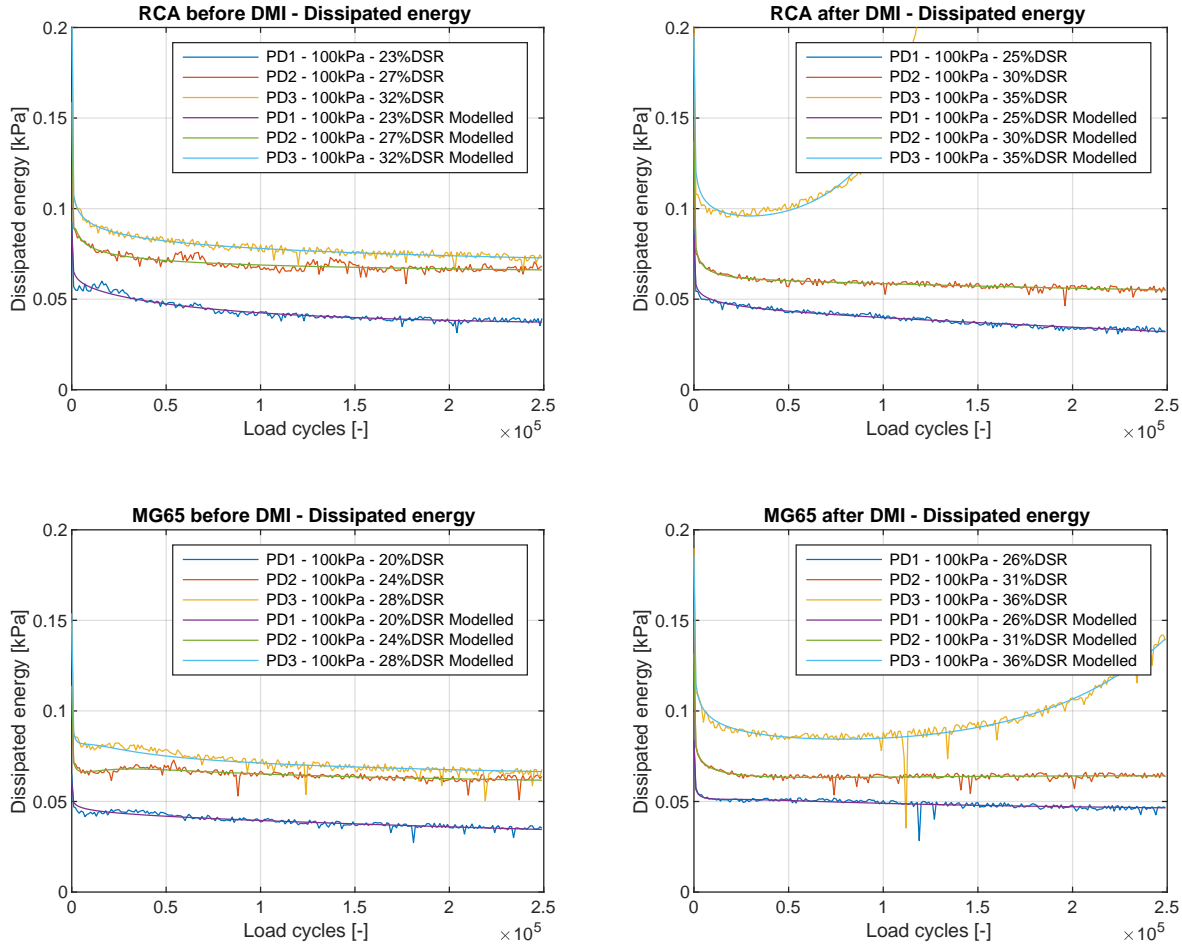 RCA before DMI - Dissipated energy
0.2
0.15
0.1
0.05
0
Dissipated energy [kPa]
PD1 - 100kPa - 23%DSR
PD2 - 100kPa - 27%DSR
PD3 - 100kPa - 32%DSR
PD1 - 100kPa - 23%DSR Modelled
PD2 - 100kPa - 27%DSR Modelled
PD3 - 100kPa - 32%DSR Modelled
0 0.5 1 1.5 2 2.5
Load cycles [-]
×10^5
RCA after DMI - Dissipated energy
0.2
0.15
0.1
0.05
0
Dissipated energy [kPa]
PD1 - 100kPa - 25%DSR
PD2 - 100kPa - 30%DSR
PD3 - 100kPa - 35%DSR
PD1 - 100kPa - 25%DSR Modelled
PD2 - 100kPa - 30%DSR Modelled
PD3 - 100kPa - 35%DSR Modelled
0 0.5 1 1.5 2 2.5
Load cycles [-]
×10^5
MG65 before DMI - Dissipated energy
0.2
0.15
0.1
0.05
0
Dissipated energy [kPa]
PD1 - 100kPa - 20%DSR
PD2 - 100kPa - 24%DSR
PD3 - 100kPa - 28%DSR
PD1 - 100kPa - 20%DSR Modelled
PD2 - 100kPa - 24%DSR Modelled
PD3 - 100kPa - 28%DSR Modelled
0 0.5 1 1.5 2 2.5
Load cycles [-]
×10^5
MG65 after DMI - Dissipated energy
0.2
0.15
0.1
0.05
0
Dissipated energy [kPa]
PD1 - 100kPa - 26%DSR
PD2 - 100kPa - 31%DSR
PD3 - 100kPa - 36%DSR
PD1 - 100kPa - 26%DSR Modelled
PD2 - 100kPa - 31%DSR Modelled
PD3 - 100kPa - 36%DSR Modelled
0 0.5 1 1.5 2 2.5
Load cycles [-]
×10^5